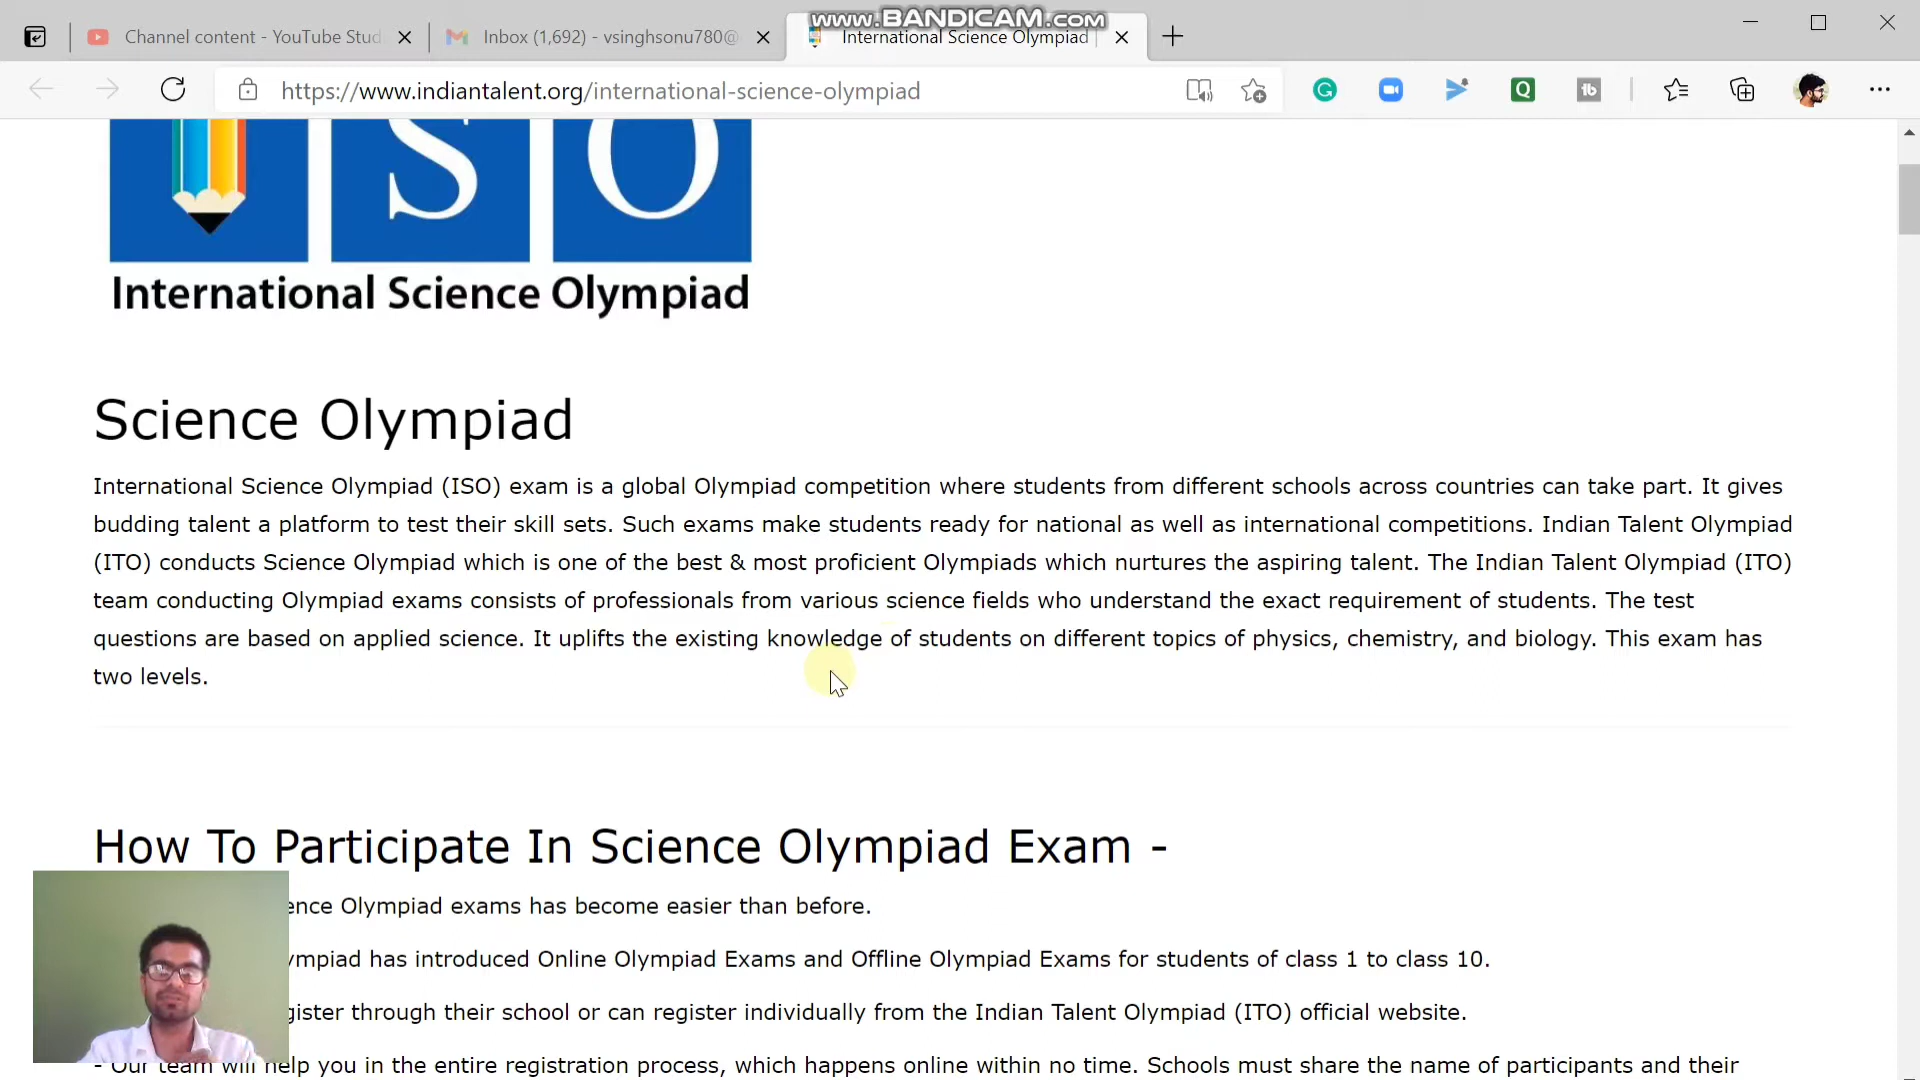 www.BANDICAM.com
Channel content - YouTube Stud
Inbox (1,692) - vsinghsonu780@
International Science Olympiad
https://www.indiantalent.org/international-science-olympiad
S O
International Science Olympiad
Science Olympiad
International Science Olympiad (ISO) exam is a global Olympiad competition where students from different schools across countries can take part. It gives
budding talent a platform to test their skill sets. Such exams make students ready for national as well as international competitions. Indian Talent Olympiad
(ITO) conducts Science Olympiad which is one of the best & most proficient Olympiads which nurtures the aspiring talent. The Indian Talent Olympiad (ITO)
team conducting Olympiad exams consists of professionals from various science fields who understand the exact requirement of students. The test
questions are based on applied science. It uplifts the existing knowledge of students on different topics of physics, chemistry, and biology. This exam has
two levels.
How To Participate In Science Olympiad Exam -
ence Olympiad exams has become easier than before.
ympiad has introduced Online Olympiad Exams and Offline Olympiad Exams for students of class 1 to class 10.
gister through their school or can register individually from the Indian Talent Olympiad (ITO) official website.
- Our team will help you in the entire registration process, which happens online within no time. Schools must share the name of participants and their